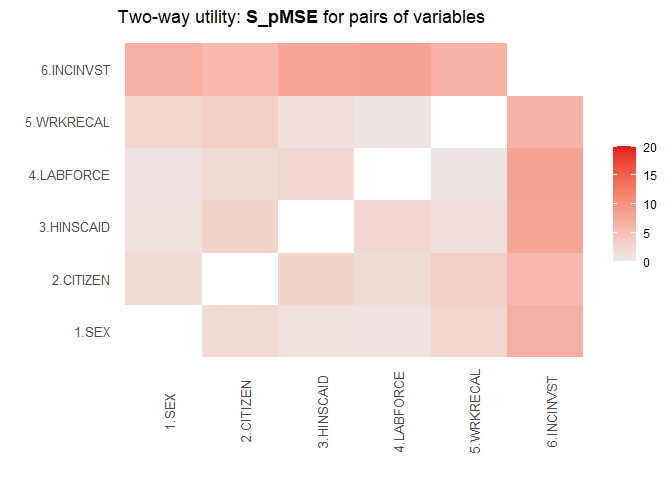 Two-way utility: S_pMSE for pairs of variables
6.INCINVST
5.WRKRECAL
4.LABFORCE
3.HINSCAID
2.CITIZEN
1.SEX
20
15
10
5
0
1.SEX
2.CITIZEN
3.HINSCAID
4.LABFORCE
5.WRKRECAL
6.INCINVST